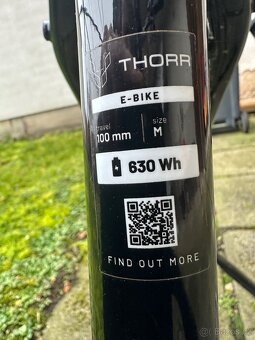 THORR
E-BIKE
travel size
100 mm M
630 Wh
FIND OUT MORE